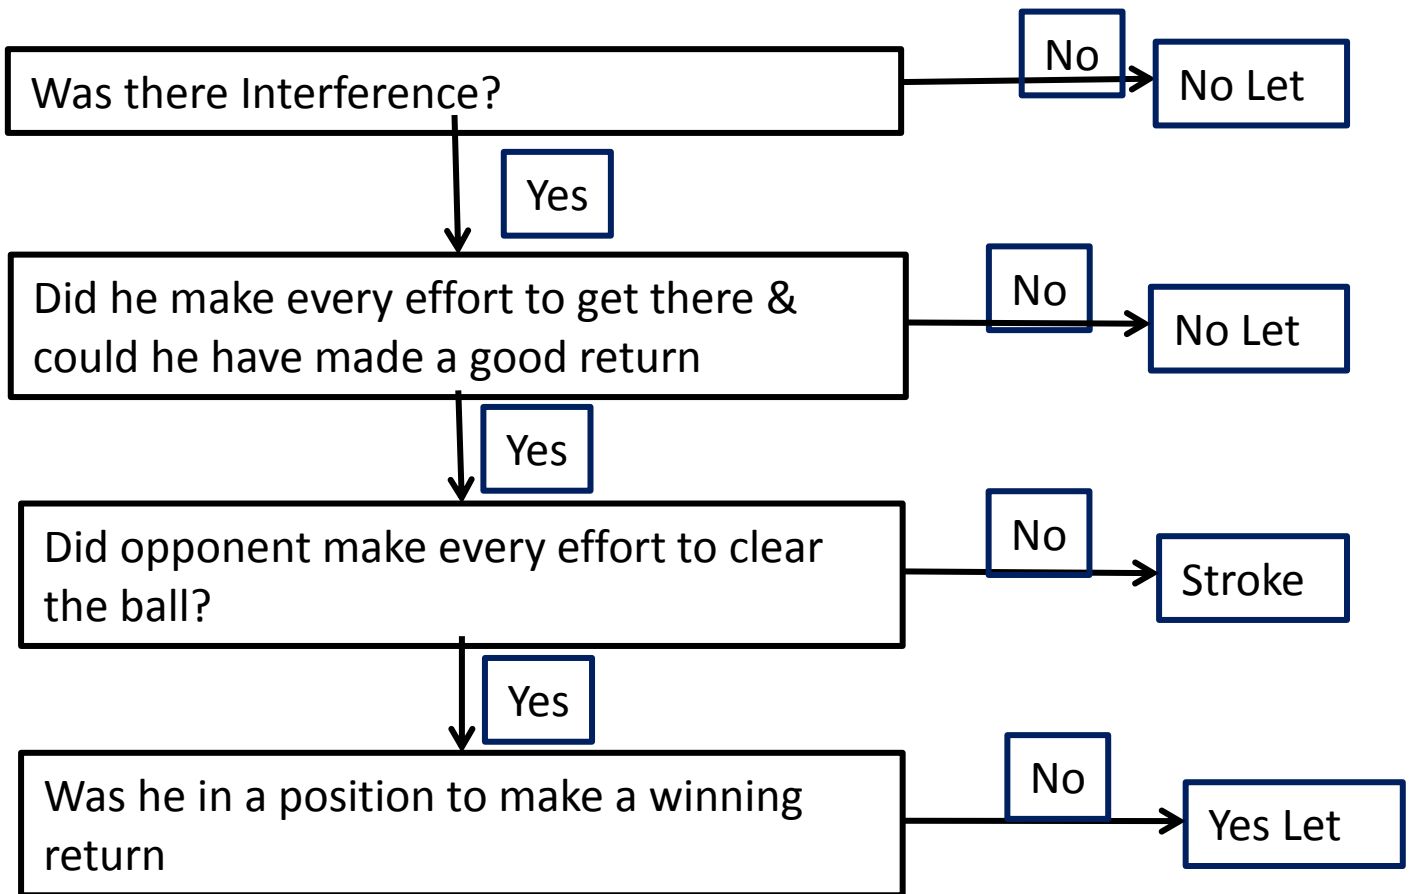 Was there Interference?
No
No Let
Yes
Did he make every effort to get there &
could he have made a good return
No
No Let
Yes
Did opponent make every effort to clear
the ball?
No
Stroke
Yes
Was he in a position to make a winning
return
No
Yes Let